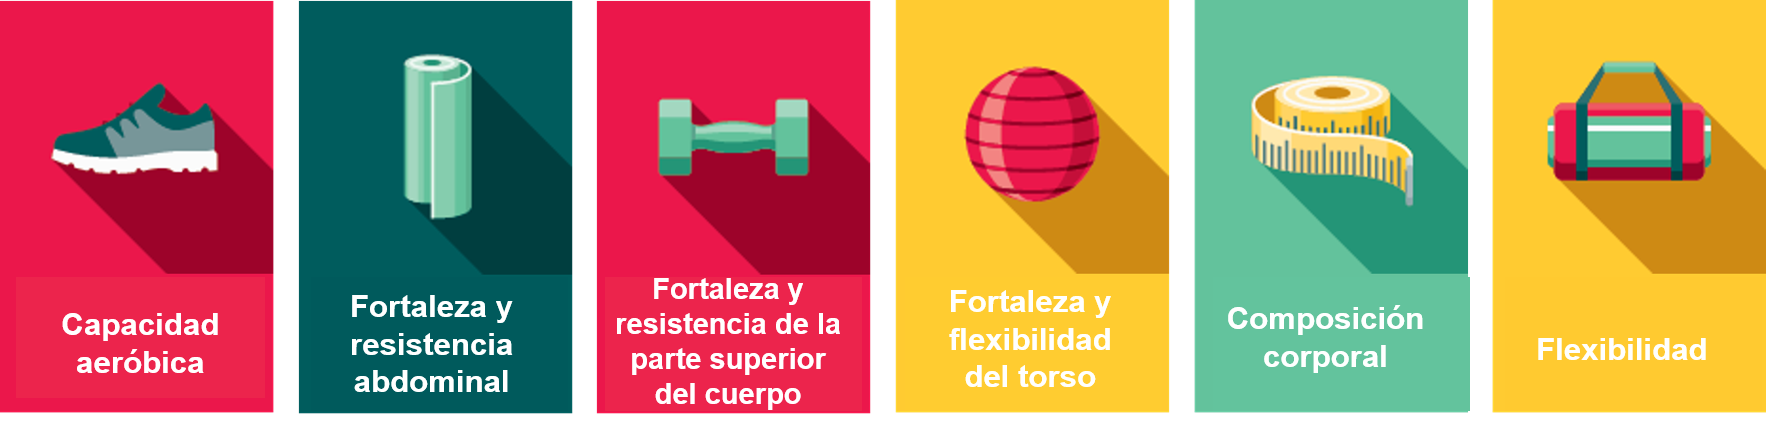 Capacidad
aeróbica
Fortaleza y
resistencia
abdominal
Fortaleza y
resistencia de la
parte superior
del cuerpo
Fortaleza y
flexibilidad
del torso
Composición
corporal
Flexibilidad